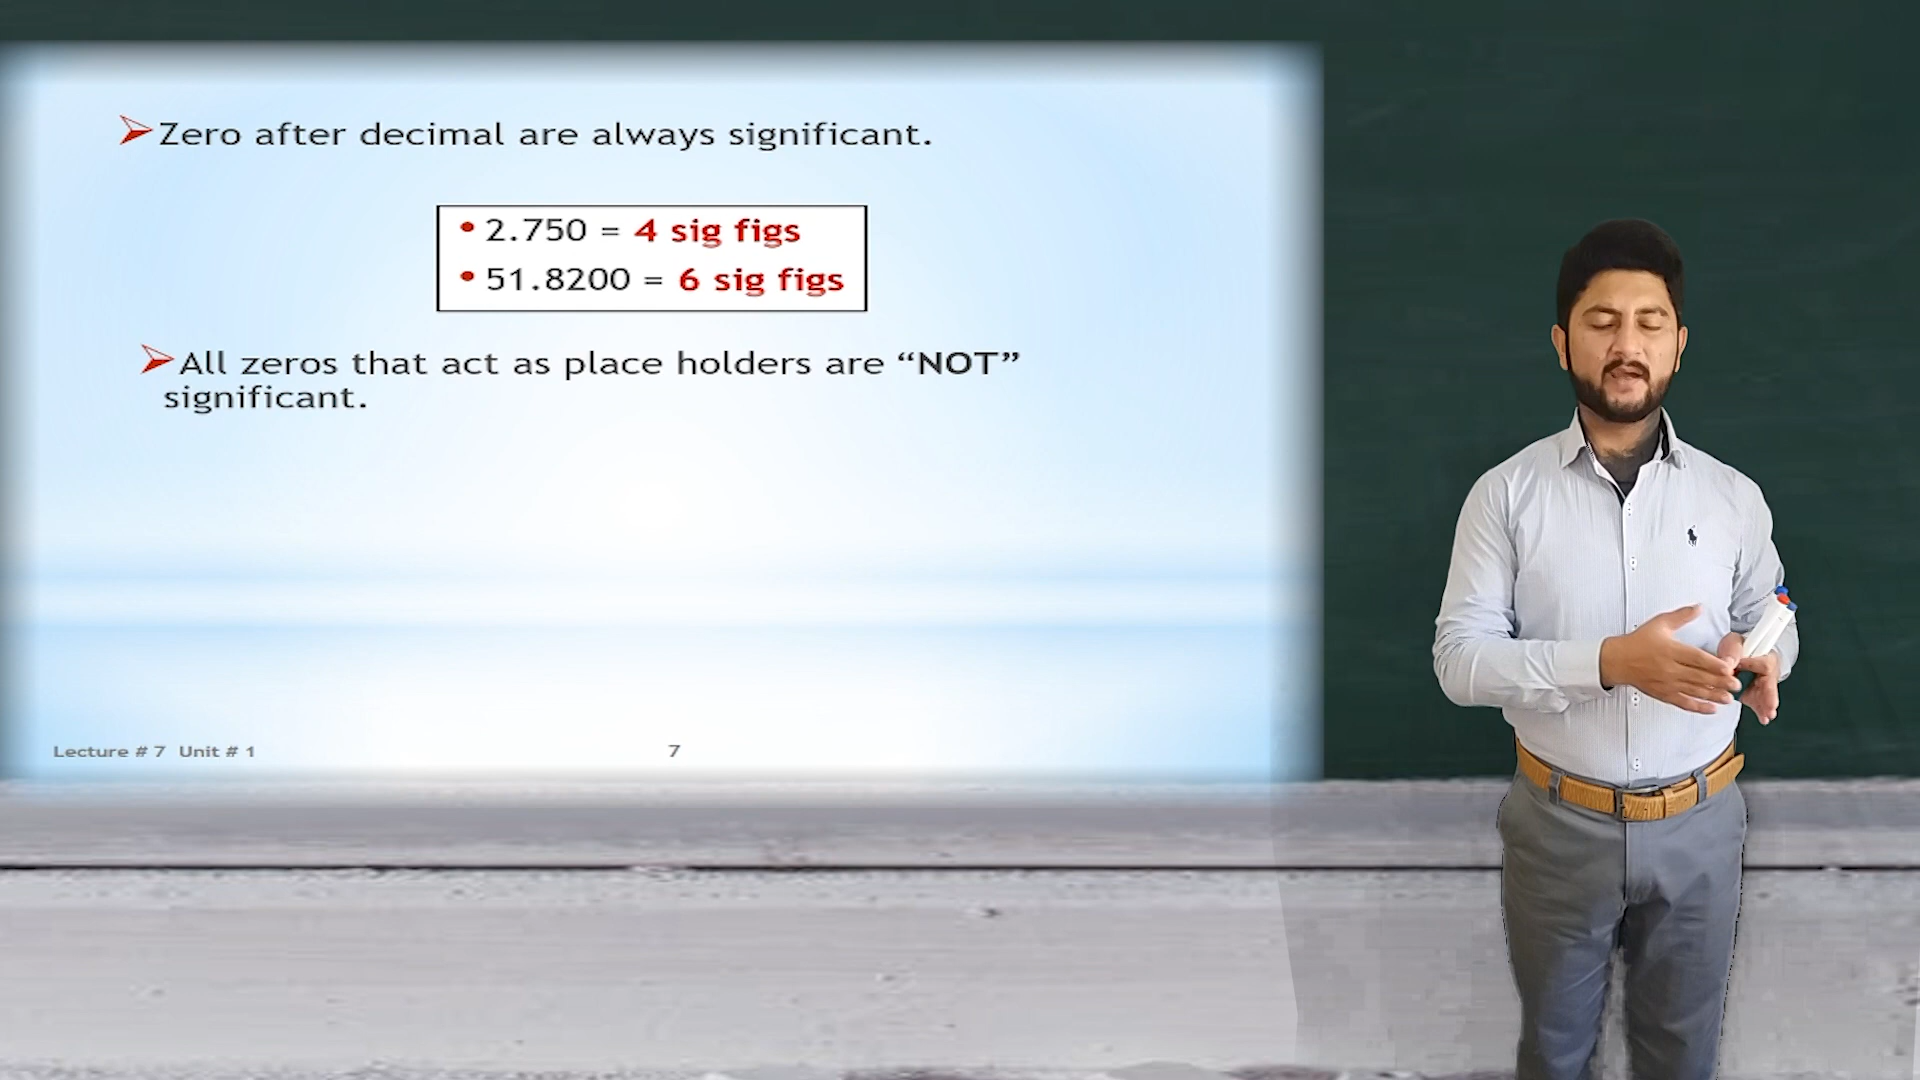 Zero after decimal are always significant.
• 2.750 = 4 sig figs
• 51.8200 = 6 sig figs
All zeros that act as place holders are “NOT”
significant.
Lecture # 7 Unit # 1
7